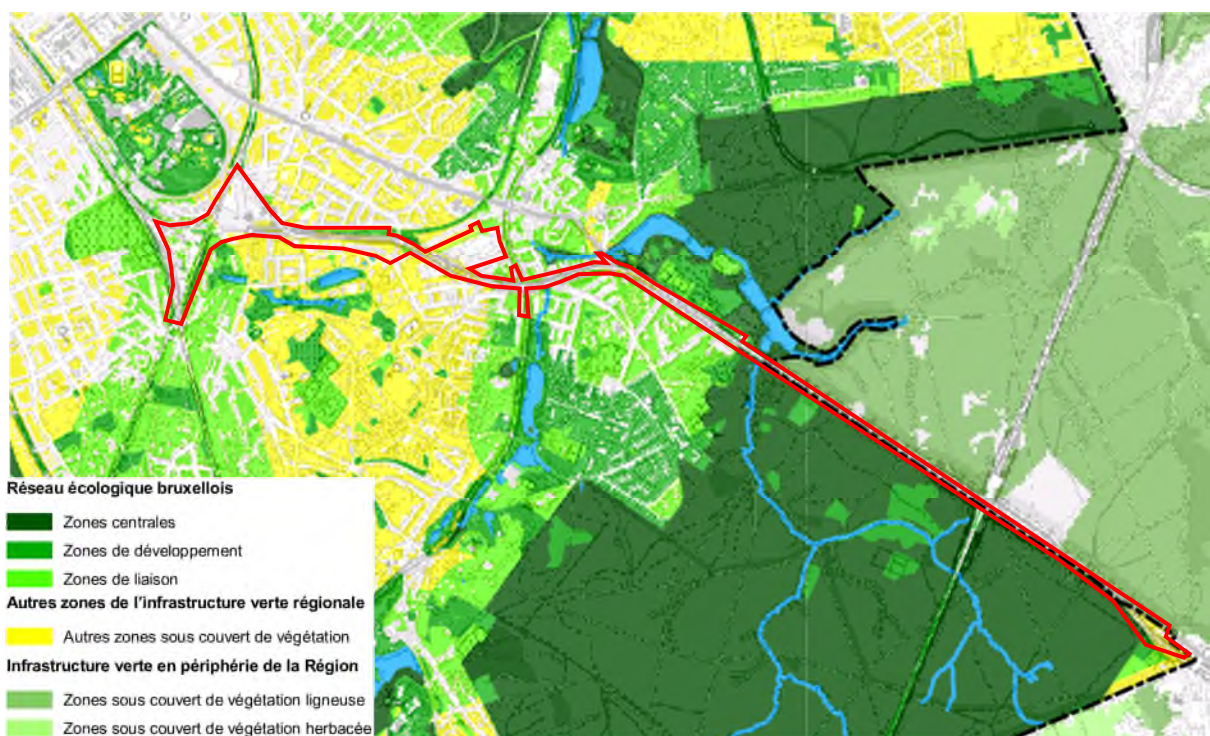 Réseau écologique bruxellois
Zones centrales
Zones de développement
Zones de liaison
Autres zones de l'infrastructure verte régionale
Autres zones sous couvert de végétation
Infrastructure verte en périphérie de la Région
Zones sous couvert de végétation ligneuse
Zones sous couvert de végétation herbacée